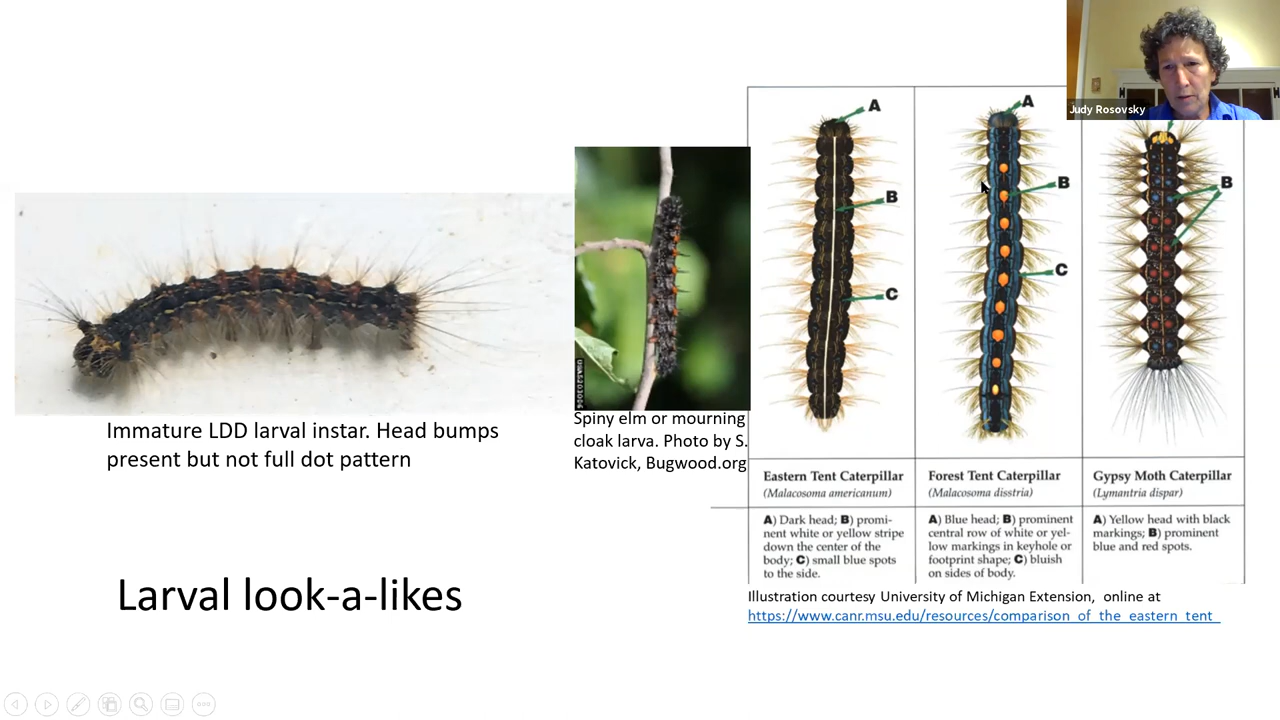 Judy Rosovsky
A
B
C
A
B
C
B
Immature LDD larval instar. Head bumps
present but not full dot pattern
Spiny elm or mourning
cloak larva. Photo by S.
Katovick, Bugwood.org
Eastern Tent Caterpillar
(Malacosoma americanum)
A) Dark head; B) promi-
nent white or yellow stripe
down the center of the
body; C) small blue spots
to the side.
Forest Tent Caterpillar
(Malacosoma disstria)
A) Blue head; B) prominent
central row of white or yel-
low markings in keyhole or
footprint shape; C) bluish
on sides of body.
Gypsy Moth Caterpillar
(Lymantria dispar)
A) Yellow head with black
markings; B) prominent
blue and red spots.
Larval look-a-likes
Illustration courtesy University of Michigan Extension, online at
https://www.canr.msu.edu/resources/comparison_of_the_eastern_tent_